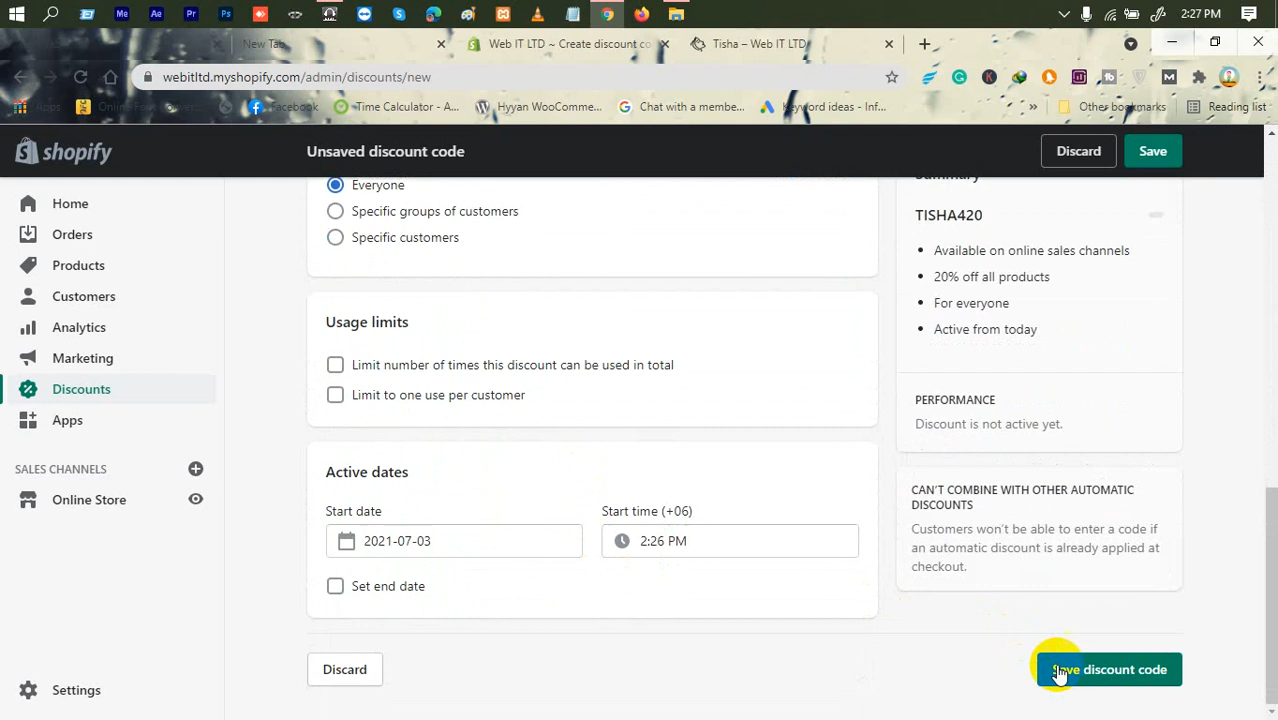 2:27 PM
New Tab
Web IT LTD ~ Create discount co
Tisha – Web IT LTD
webitltd.myshopify.com/admin/discounts/new
Apps
Facebook
Time Calculator - A...
Hyyan WooComme...
Chat with a membe...
Keyword ideas - Inf...
Other bookmarks
Reading list
shopify
Unsaved discount code
Discard
Save
Home
Orders
Products
Customers
Analytics
Marketing
Discounts
Apps
SALES CHANNELS
Online Store
Settings
Everyone
Specific groups of customers
Specific customers
Usage limits
Limit number of times this discount can be used in total
Limit to one use per customer
Active dates
Start date
Start time (+06)
2021-07-03
2:26 PM
Set end date
Discard
Save discount code
Summary
TISHA420
Available on online sales channels
20% off all products
For everyone
Active from today
PERFORMANCE
Discount is not active yet.
CAN'T COMBINE WITH OTHER AUTOMATIC
DISCOUNTS
Customers won't be able to enter a code if
an automatic discount is already applied at
checkout.